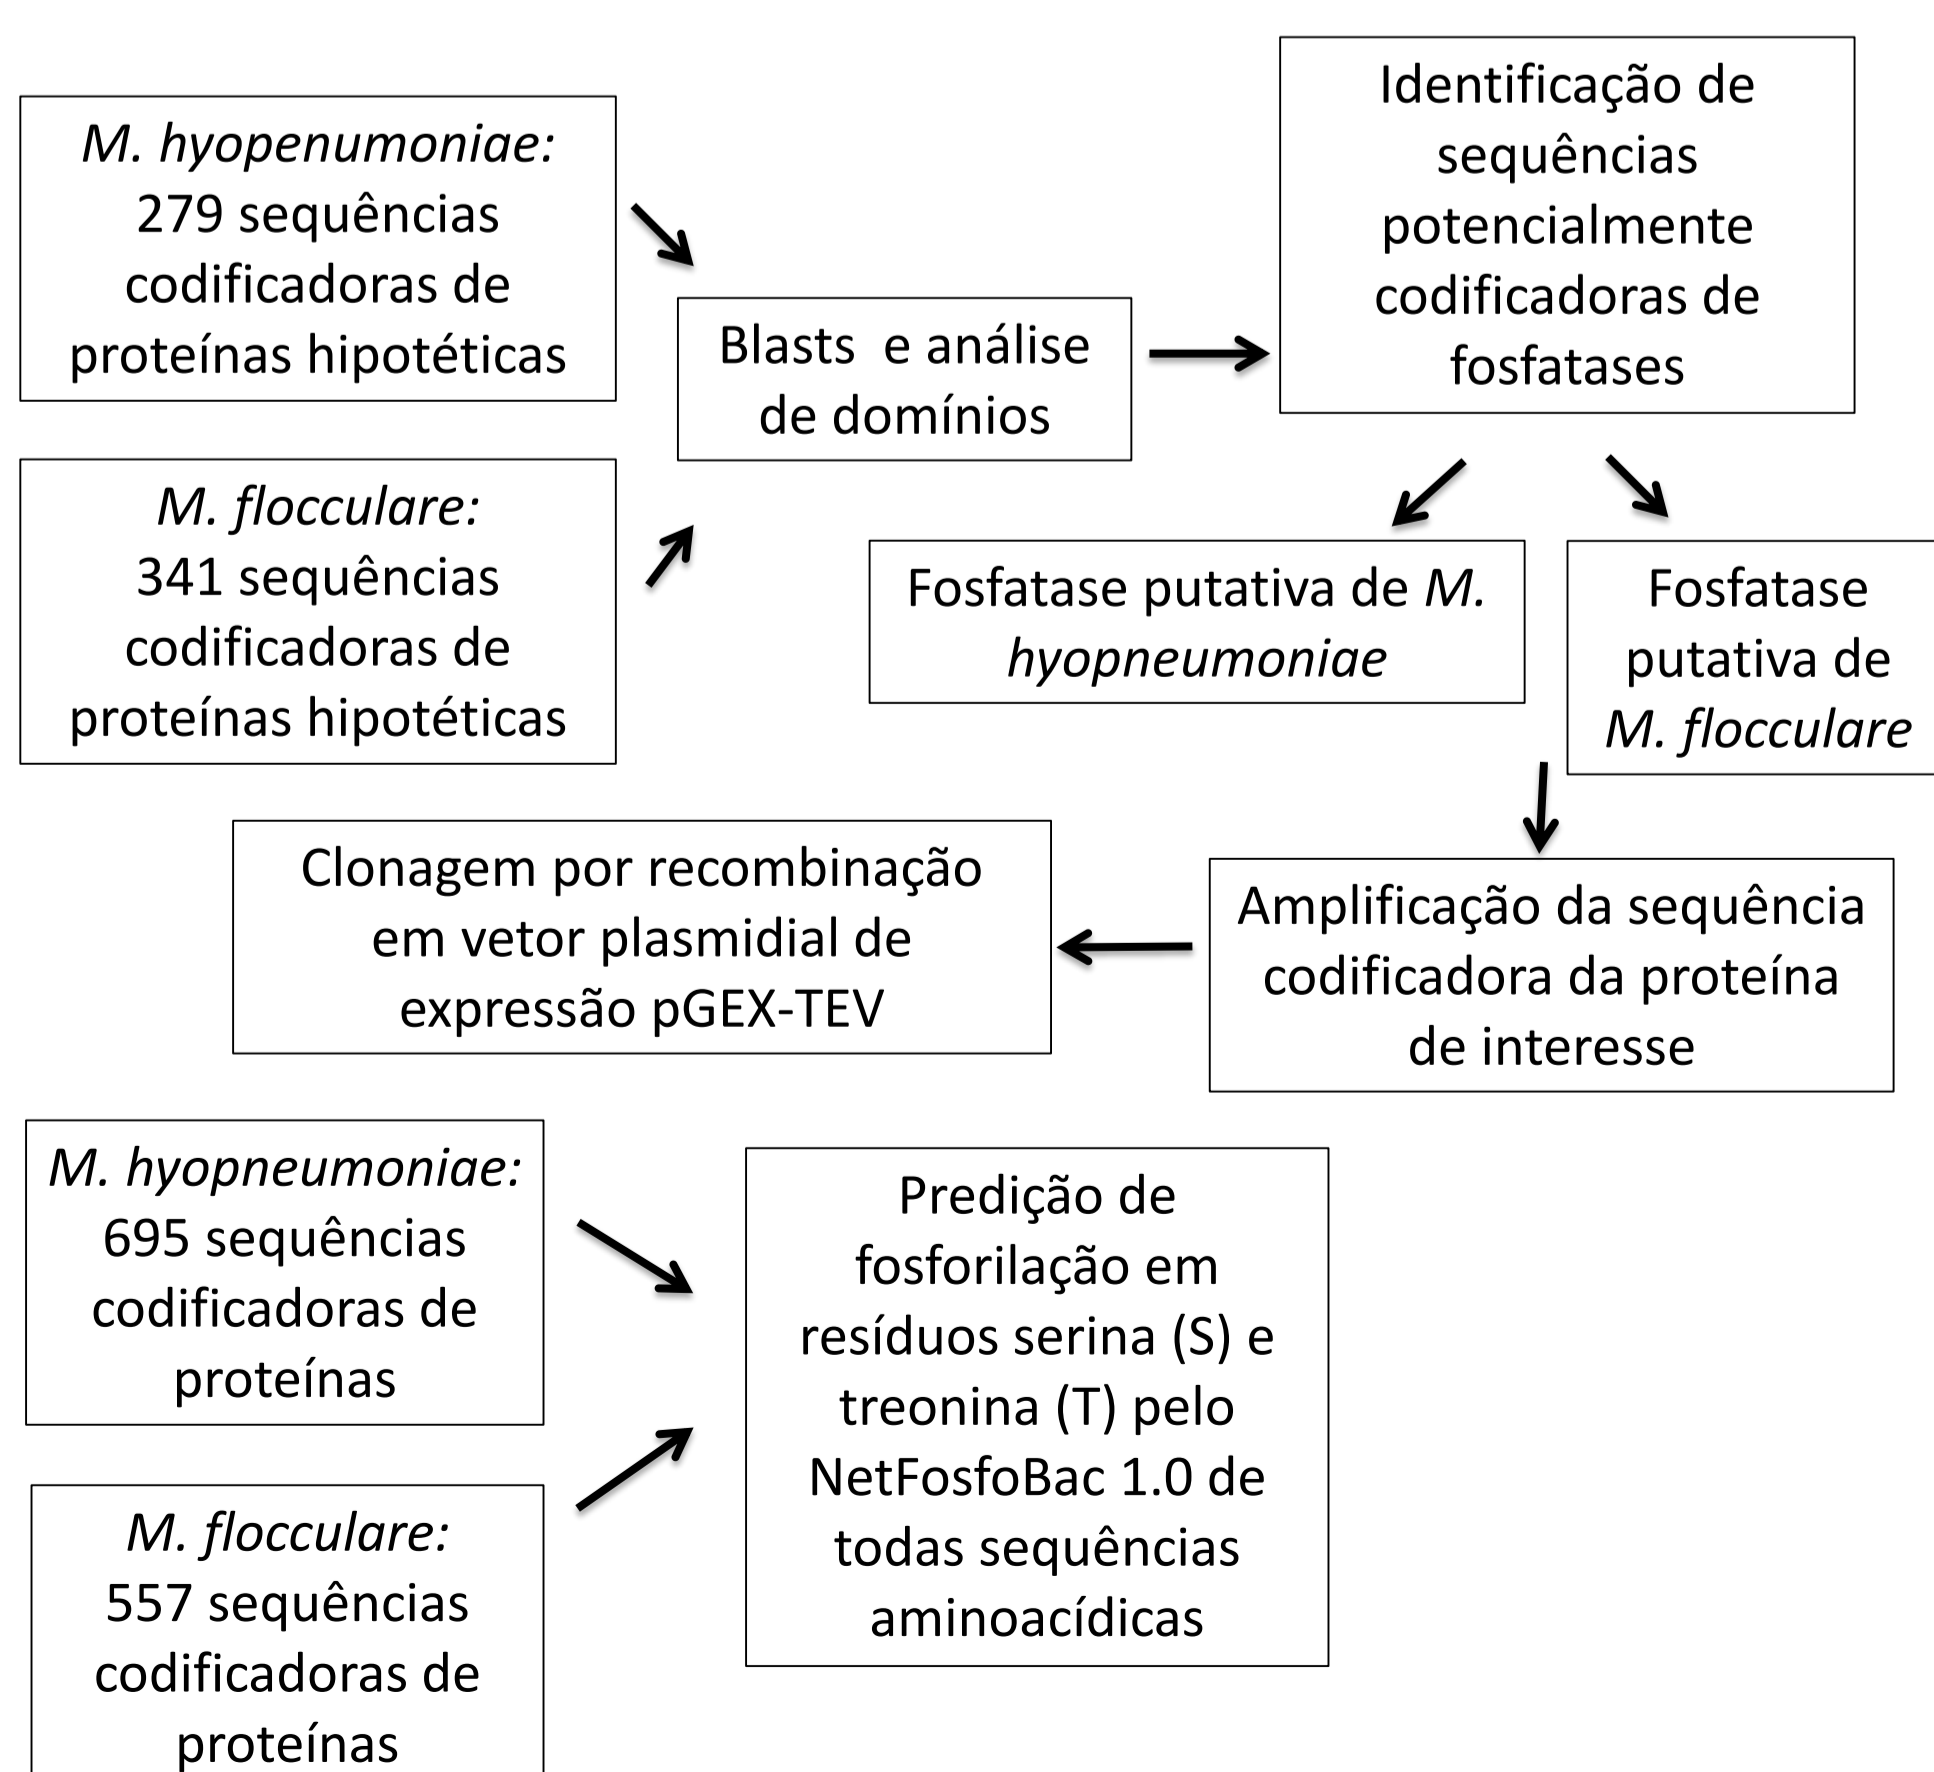 M. hyopenumoniae:
279 sequências
codificadoras de
proteínas hipotéticas
M. flocculare:
341 sequências
codificadoras de
proteínas hipotéticas
Blasts e análise
de domínios
Identificação de
sequências
potencialmente
codificadoras de
fosfatases
Fosfatase putativa de M.
hyopneumoniae
Fosfatase
putativa de
M. flocculare
Amplificação da sequência
codificadora da proteína
de interesse
Clonagem por recombinação
em vetor plasmidial de
expressão pGEX-TEV
M. hyopneumoniae:
695 sequências
codificadoras de
proteínas
M. flocculare:
557 sequências
codificadoras de
proteínas
Predição de
fosforilação em
resíduos serina (S) e
treonina (T) pelo
NetFosfoBac 1.0 de
todas sequências
aminoacídicas